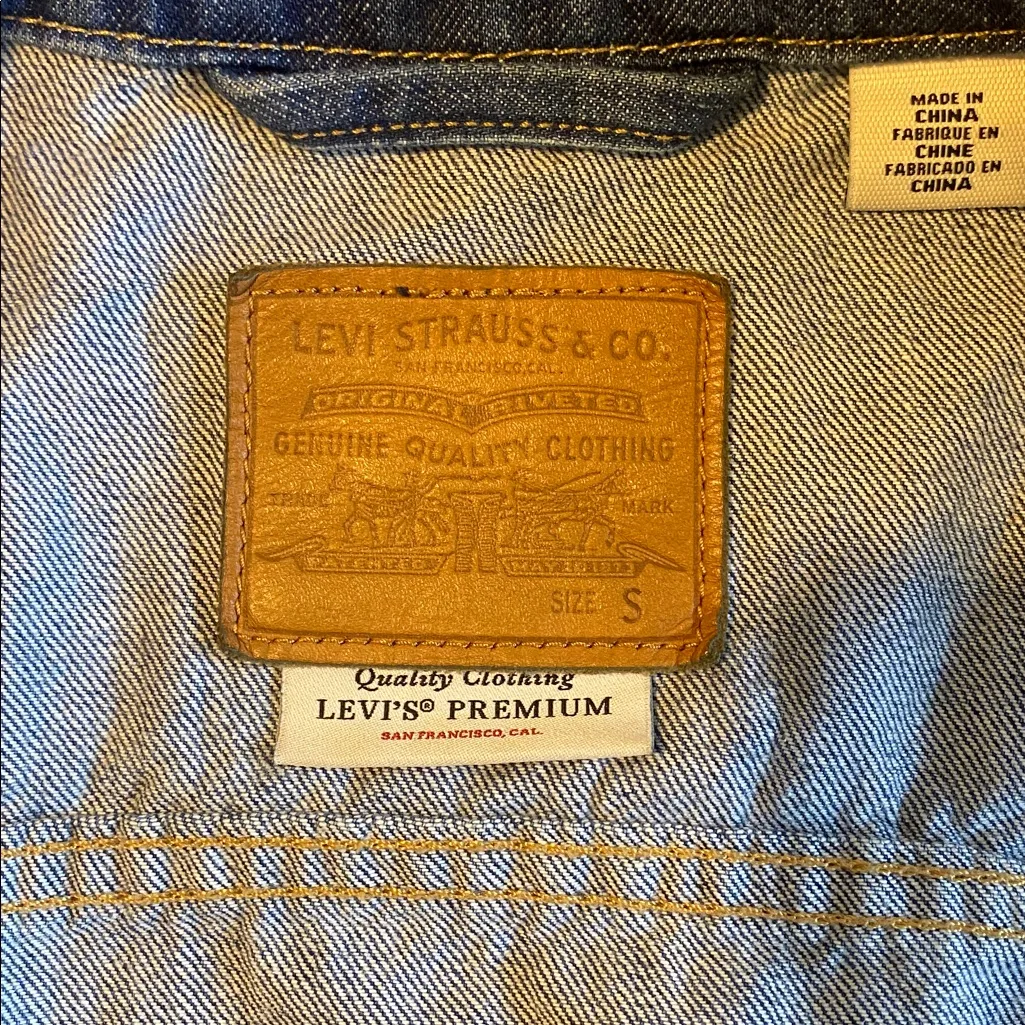 MADE IN
CHINA
FABRIQUE EN
CHINE
FABRICADO EN
CHINA
LEVI STRAUSS & CO.
SAN FRANCISCO, CAL.
ORIGINAL RIVETED
GENUINE QUALITY CLOTHING
TRADE MARK
PATENTED MAY 20 1873
SIZE S
Quality Clothing
LEVI'S® PREMIUM
SAN FRANCISCO, CAL.